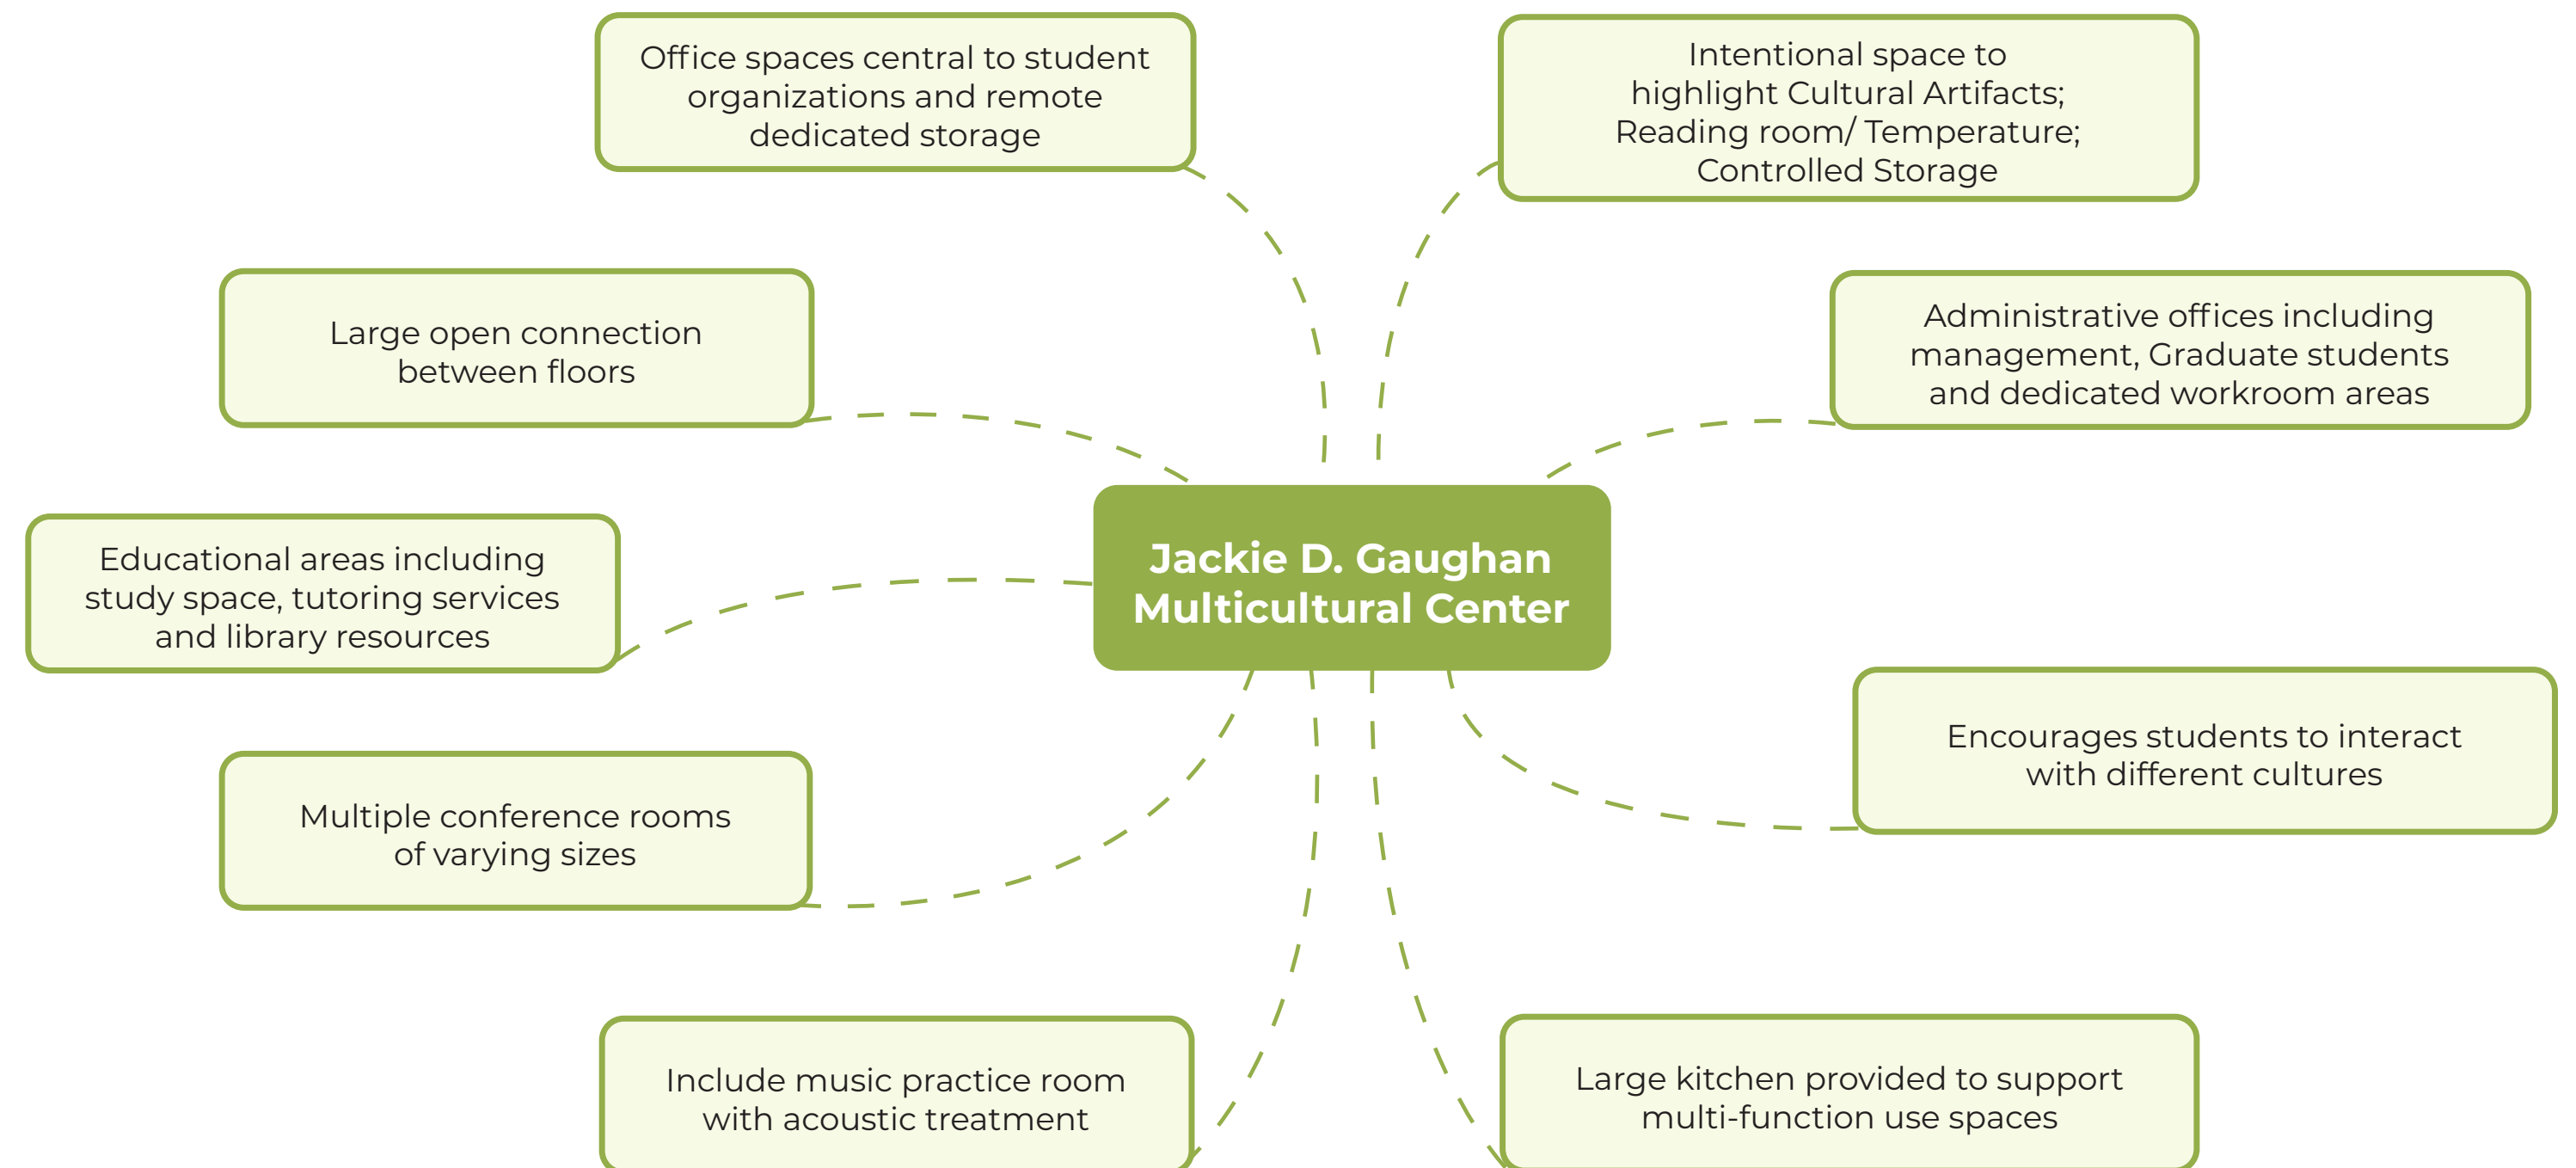 Office spaces central to student
organizations and remote
dedicated storage
Intentional space to
highlight Cultural Artifacts;
Reading room/ Temperature;
Controlled Storage
Large open connection
between floors
Administrative offices including
management, Graduate students
and dedicated workroom areas
Jackie D. Gaughan
Multicultural Center
Educational areas including
study space, tutoring services
and library resources
Encourages students to interact
with different cultures
Multiple conference rooms
of varying sizes
Include music practice room
with acoustic treatment
Large kitchen provided to support
multi-function use spaces